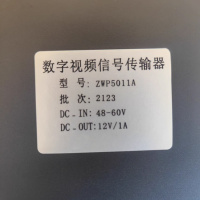 数字视频信号传输器
型　号: ZWP5011A
批　次: 2123
DC-IN: 48-60V
DC-OUT:12V/1A